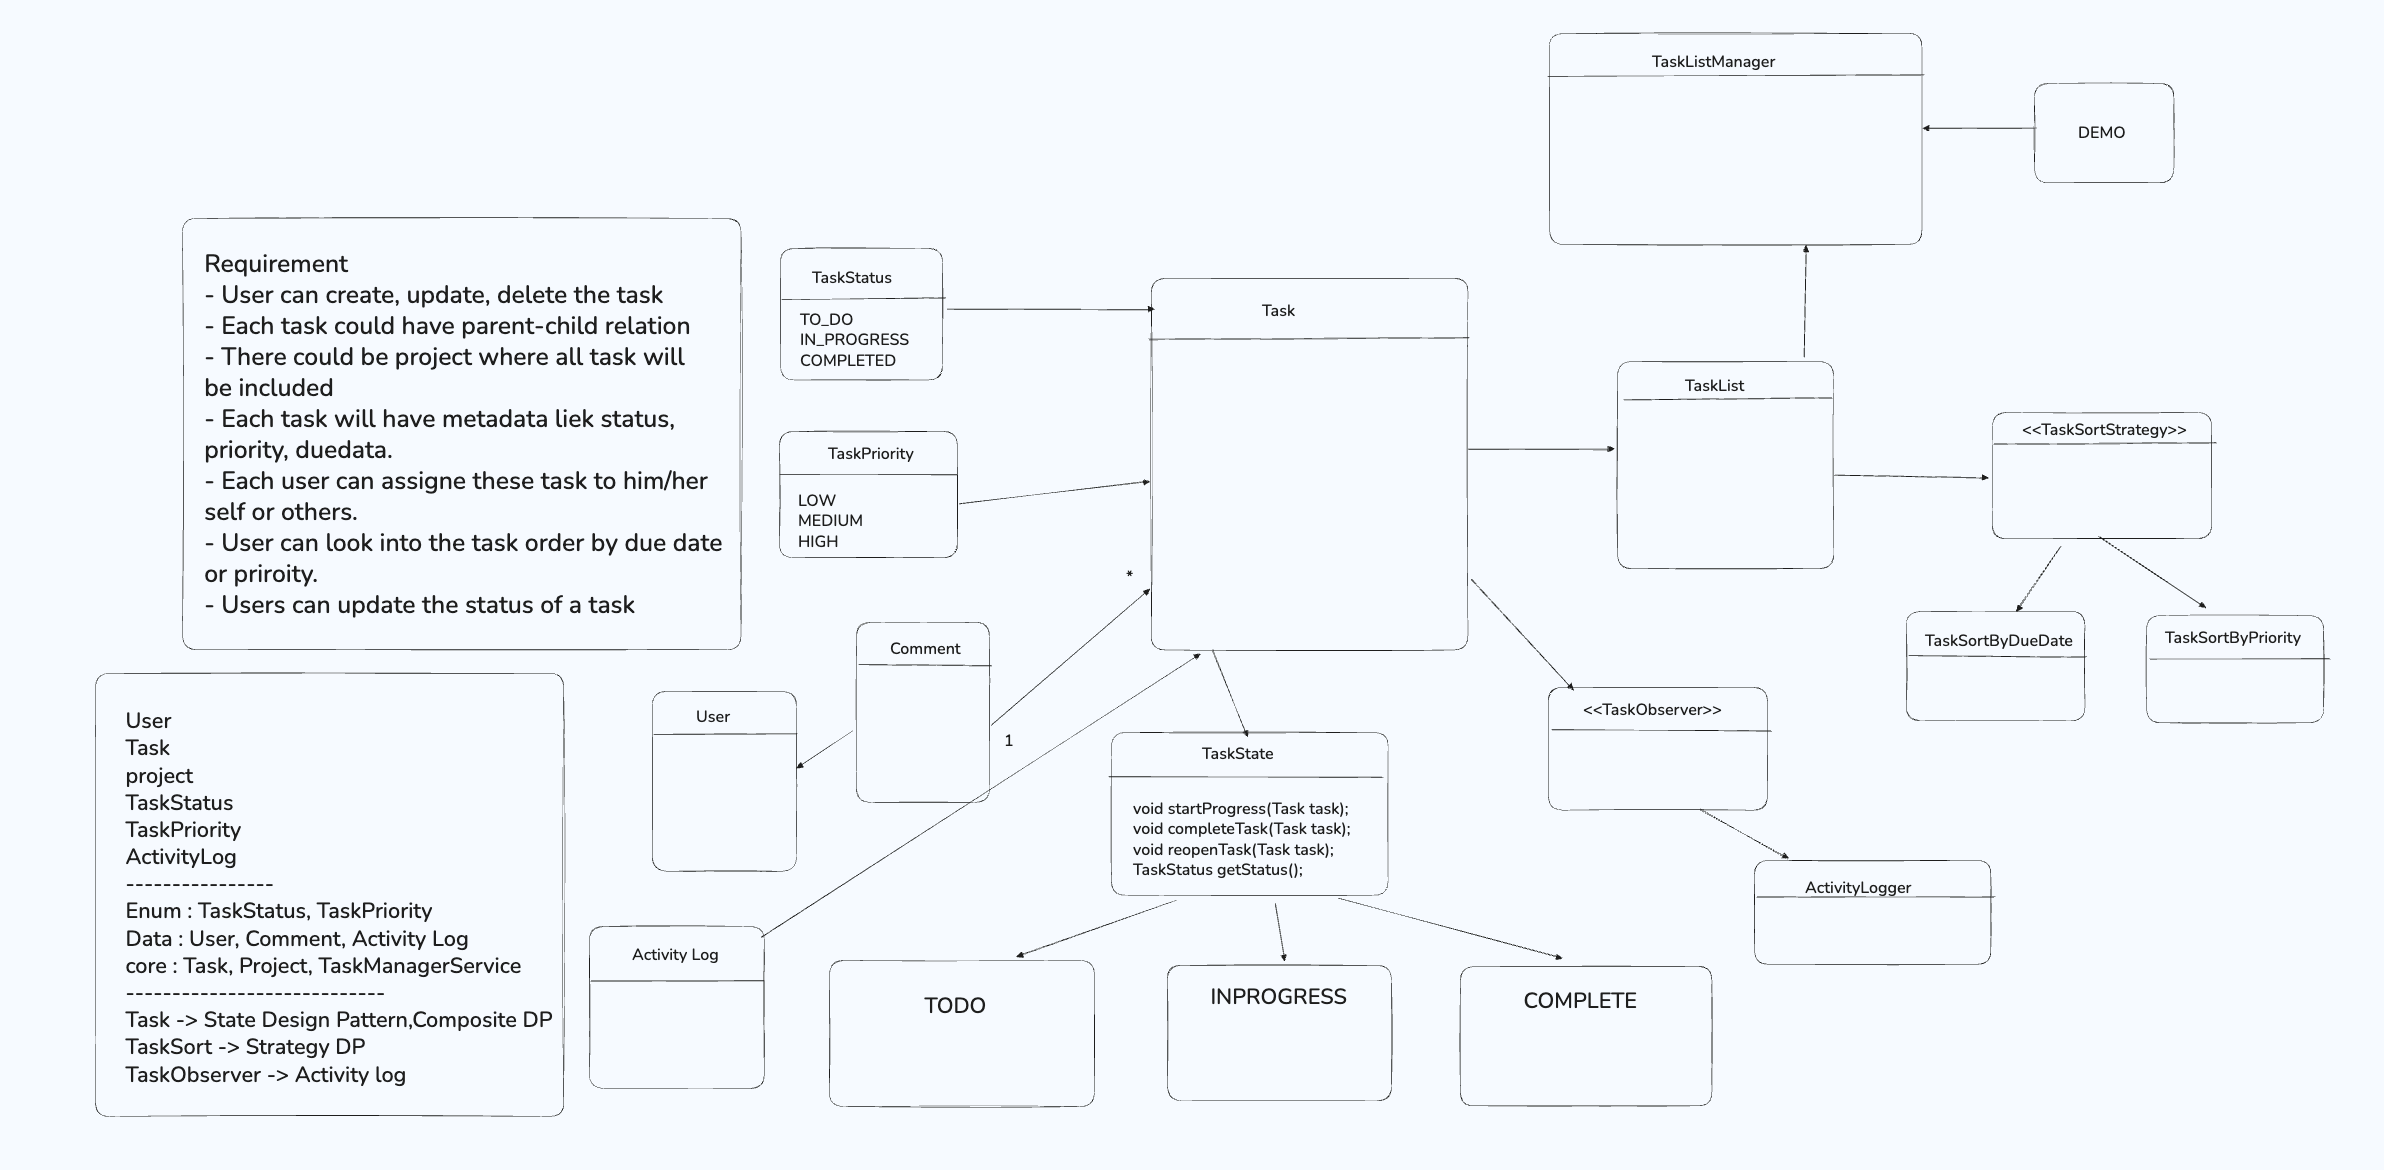 TaskListManager
DEMO
Requirement
- User can create, update, delete the task
- Each task could have parent-child relation
- There could be project where all task will
be included
- Each task will have metadata liek status,
priority, duedata.
- Each user can assigne these task to him/her
self or others.
- User can look into the task order by due date
or priroity.
- Users can update the status of a task
TaskStatus
TO_DO
IN_PROGRESS
COMPLETED
Task
TaskPriority
LOW
MEDIUM
HIGH
TaskList
<<TaskSortStrategy>>
TaskSortByDueDate
TaskSortByPriority
*
Comment
1
User
<<TaskObserver>>
TaskState
void startProgress(Task task);
void completeTask(Task task);
void reopenTask(Task task);
TaskStatus getStatus();
ActivityLogger
User
Task
project
TaskStatus
TaskPriority
ActivityLog
----------------
Enum : TaskStatus, TaskPriority
Data : User, Comment, Activity Log
core : Task, Project, TaskManagerService
----------------------------
Task -> State Design Pattern,Composite DP
TaskSort -> Strategy DP
TaskObserver -> Activity log
Activity Log
TODO
INPROGRESS
COMPLETE